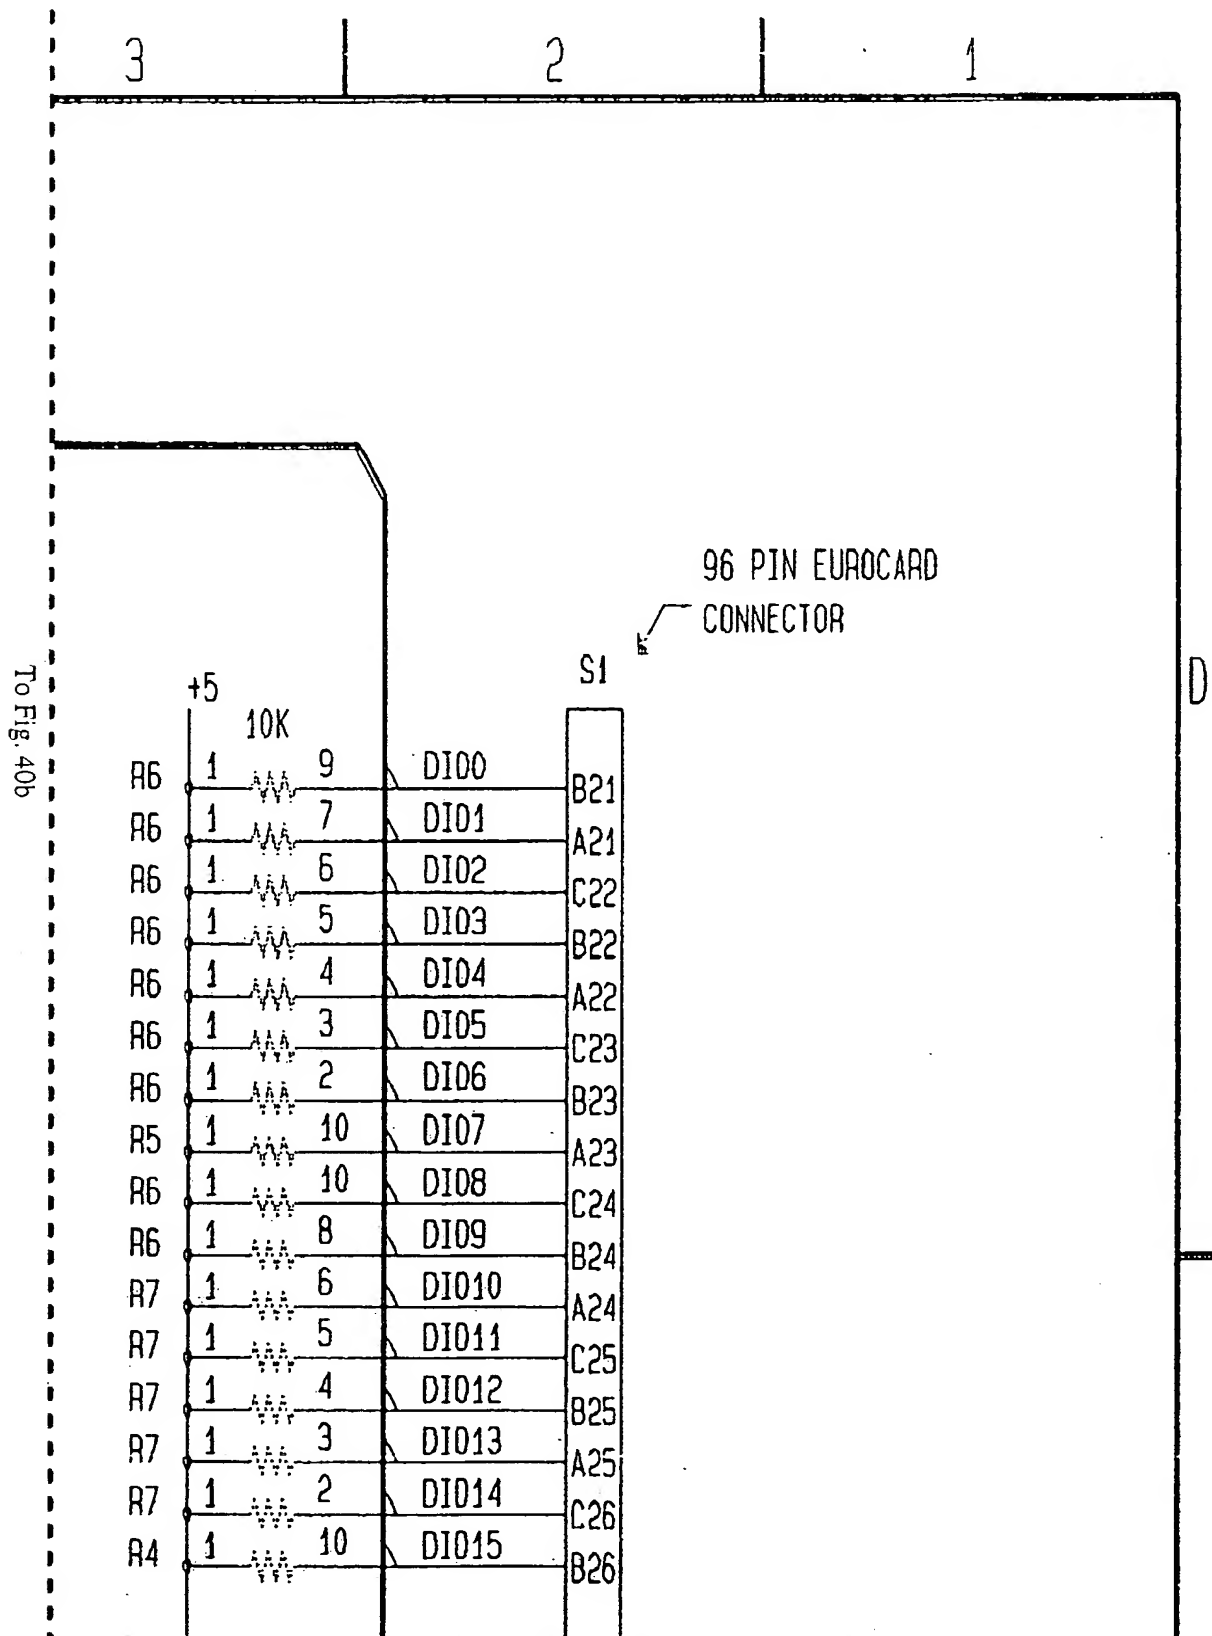 3 2 1
96 PIN EUROCARD
CONNECTOR
S1
D
To Fig. 40b
+5
10K
R6 1 9 DIO0 B21
R6 1 7 DIO1 A21
R6 1 6 DIO2 C22
R6 1 5 DIO3 B22
R6 1 4 DIO4 A22
R6 1 3 DIO5 C23
R6 1 2 DIO6 B23
R5 1 10 DIO7 A23
R6 1 10 DIO8 C24
R6 1 8 DIO9 B24
R7 1 6 DIO10 A24
R7 1 5 DIO11 C25
R7 1 4 DIO12 B25
R7 1 3 DIO13 A25
R7 1 2 DIO14 C26
R4 1 10 DIO15 B26